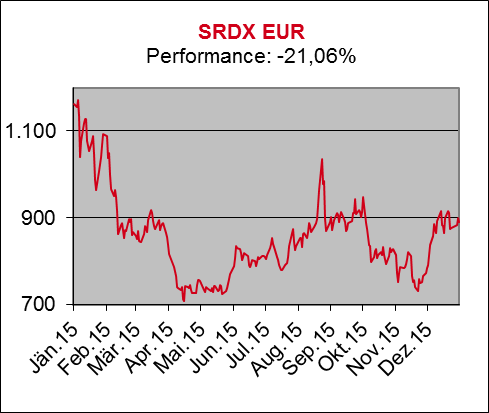 SRDX EUR
Performance: -21,06%
1.100
900
700
Jän. 15
Feb. 15
Mär. 15
Apr. 15
Mai. 15
Jun. 15
Jul. 15
Aug. 15
Sep. 15
Okt. 15
Nov. 15
Dez. 15